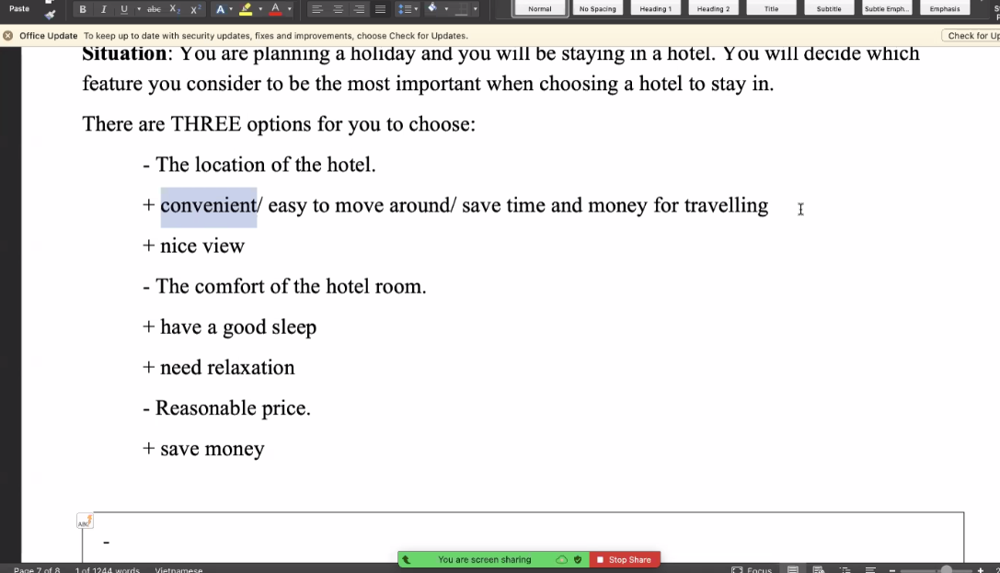 Paste
B I U abc X₂ X² A A
Normal
No Spacing
Heading 1
Heading 2
Title
Subtitle
Subtle Emph...
Emphasis
Office Update To keep up to date with security updates, fixes and improvements, choose Check for Updates.
Check for Up
Situation: You are planning a holiday and you will be staying in a hotel. You will decide which
feature you consider to be the most important when choosing a hotel to stay in.
There are THREE options for you to choose:
- The location of the hotel.
+ convenient/ easy to move around/ save time and money for travelling
+ nice view
- The comfort of the hotel room.
+ have a good sleep
+ need relaxation
- Reasonable price.
+ save money
ABC
-
You are screen sharing
Stop Share
Page 7 of 8 1 of 1244 words Vietnamese
Focus